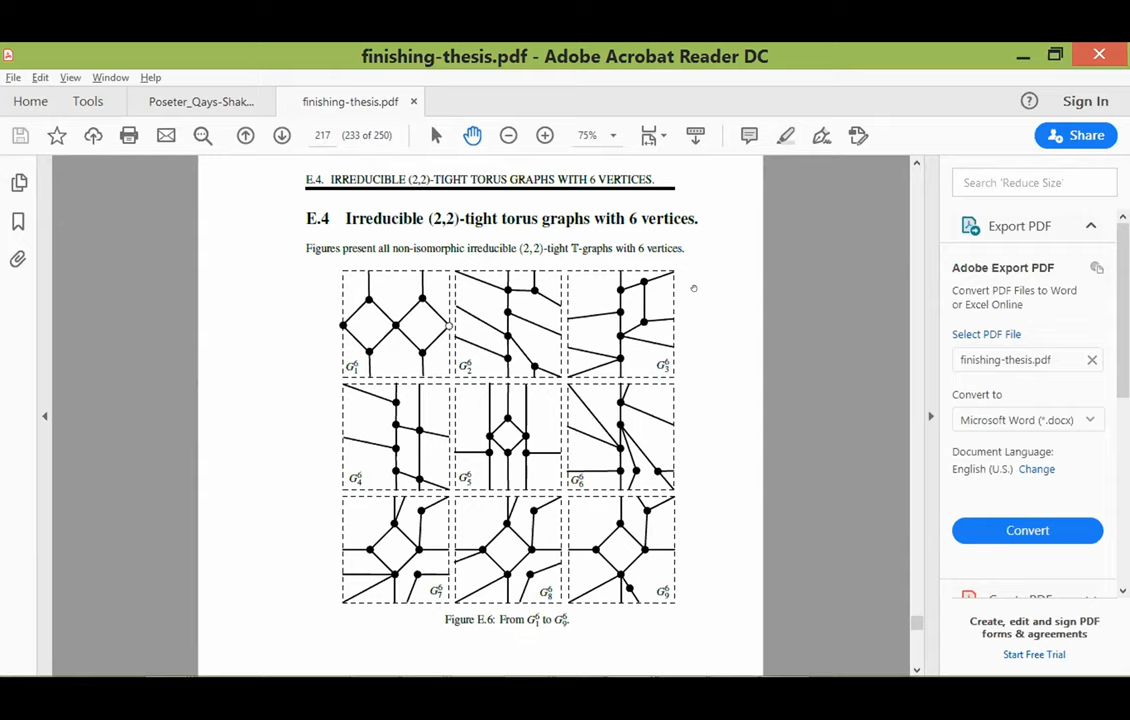 finishing-thesis.pdf - Adobe Acrobat Reader DC
File Edit View Window Help
Home Tools Poseter_Qays-Shak... finishing-thesis.pdf × Sign In
217 (233 of 250) 75% Share
E.4. IRREDUCIBLE (2,2)-TIGHT TORUS GRAPHS WITH 6 VERTICES.
E.4 Irreducible (2,2)-tight torus graphs with 6 vertices.
Figures present all non-isomorphic irreducible (2,2)-tight T-graphs with 6 vertices.
G₁⁶ G₂⁶ G₃⁶
G₄⁶ G₅⁶ G₆⁶
G₇⁶ G₈⁶ G₉⁶
Figure E.6: From G₁⁶ to G₉⁶.
Search 'Reduce Size'
Export PDF
Adobe Export PDF
Convert PDF Files to Word
or Excel Online
Select PDF File
finishing-thesis.pdf
Convert to
Microsoft Word (*.docx)
Document Language:
English (U.S.) Change
Convert
Create, edit and sign PDF
forms & agreements
Start Free Trial